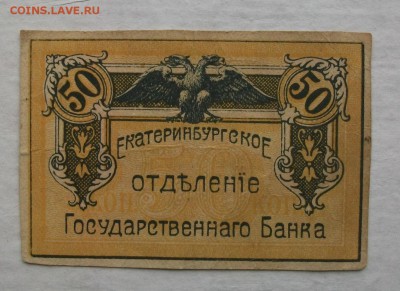 COINS.LAVE.RU
50 50
Екатеринбургское
отдѣленіе
Государственнаго Банка